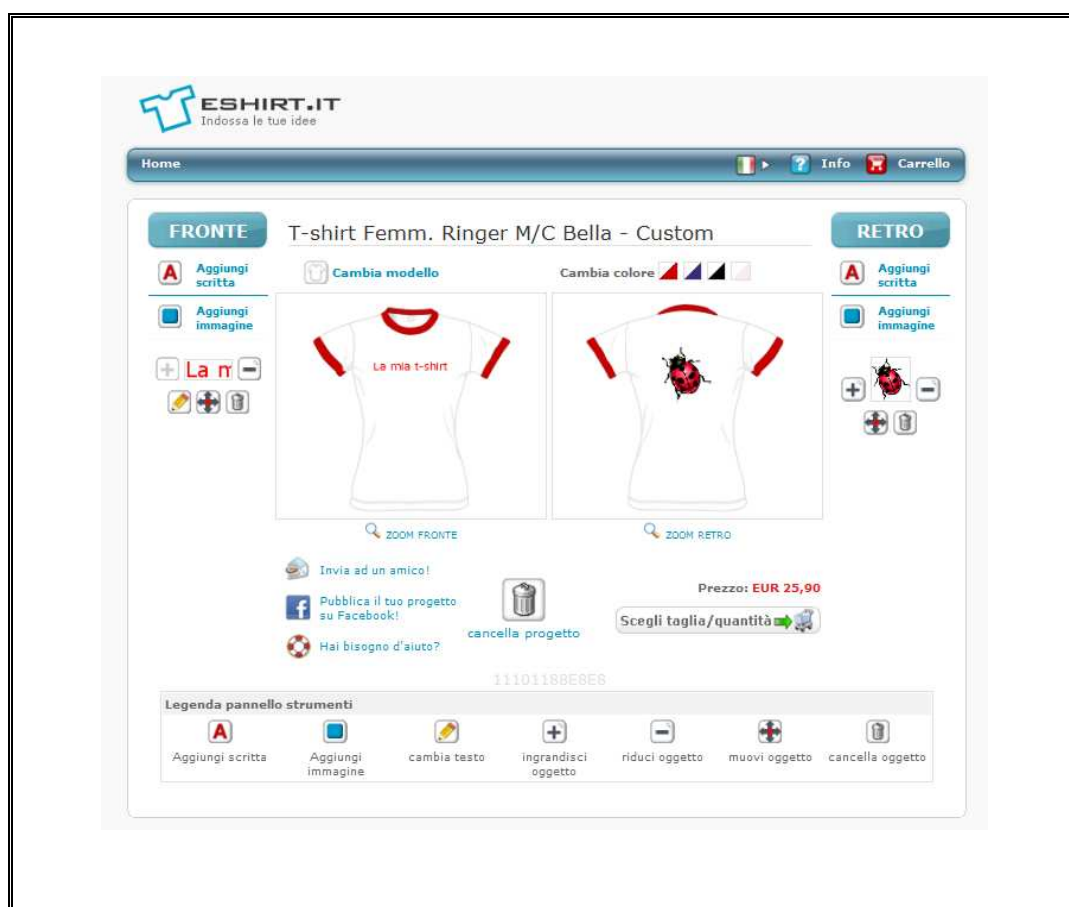 ESHIRT.IT
Indossa le tue idee
Home
Info
Carrello
FRONTE
T-shirt Femm. Ringer M/C Bella - Custom
RETRO
Aggiungi
scritta
Cambia modello
Cambia colore
Aggiungi
scritta
Aggiungi
immagine
Aggiungi
immagine
La mia t-shirt
La m
ZOOM FRONTE
ZOOM RETRO
Invia ad un amico!
Prezzo: EUR 25,90
Pubblica il tuo progetto
su Facebook!
Scegli taglia/quantità
cancella progetto
Hai bisogno d'aiuto?
1110118BE8E8
Legenda pannello strumenti
Aggiungi scritta
Aggiungi
immagine
cambia testo
ingrandisci
oggetto
riduci oggetto
muovi oggetto
cancella oggetto